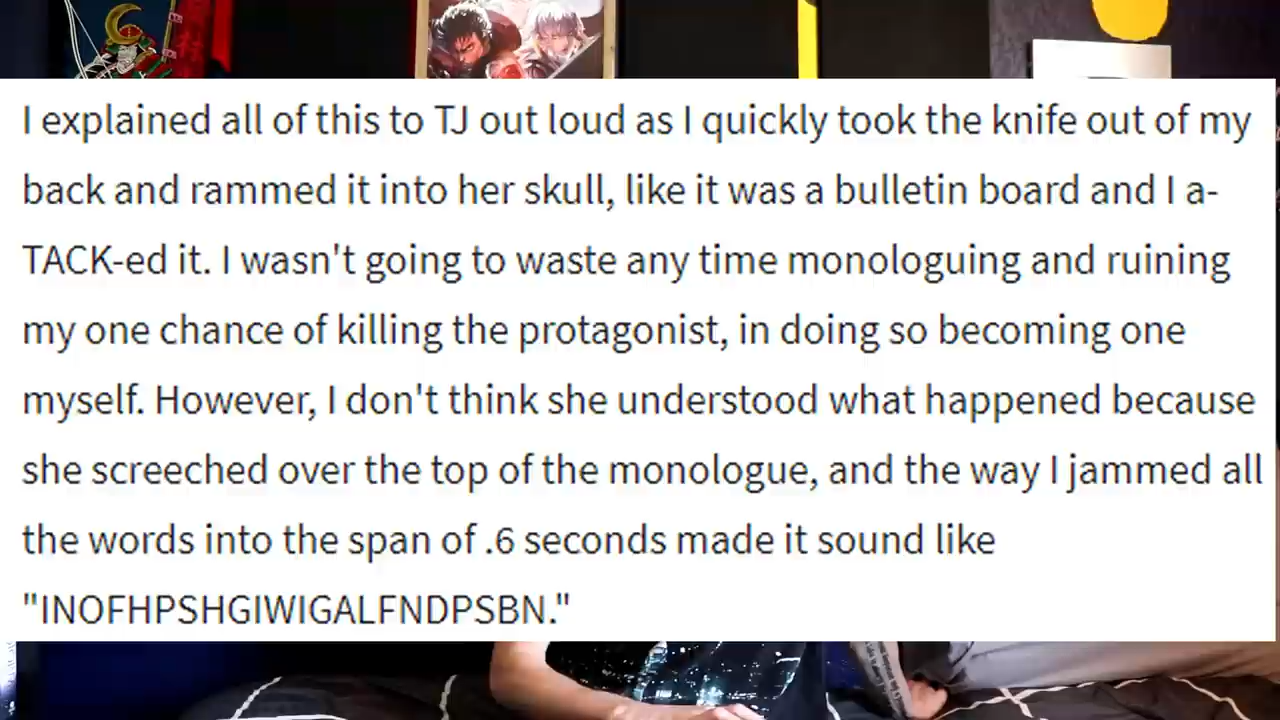 I explained all of this to TJ out loud as I quickly took the knife out of my
back and rammed it into her skull, like it was a bulletin board and I a-
TACK-ed it. I wasn't going to waste any time monologuing and ruining
my one chance of killing the protagonist, in doing so becoming one
myself. However, I don't think she understood what happened because
she screeched over the top of the monologue, and the way I jammed all
the words into the span of .6 seconds made it sound like
"INOFHPSHGIWIGALFNDPSBN."